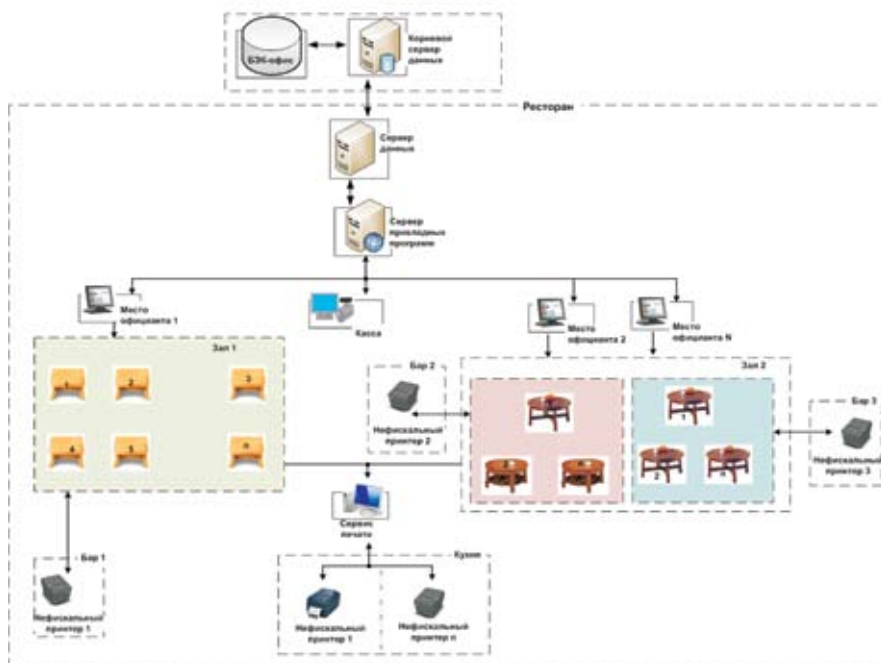 БЭК-офис
Корневой
сервер
данных
Ресторан
Сервер
данных
Сервер
прикладных
программ
Место
официанта 1
Касса
Место
официанта 2
Место
официанта N
Зал 1
1
2
3
4
5
n
Бар 2
Нефискальный
принтер 2
Зал 2
1
2
Бар 3
Нефискальный
принтер 3
Сервис
печати
Бар 1
Нефискальный
принтер 1
Кухня
Нефискальный
принтер 1
Нефискальный
принтер n